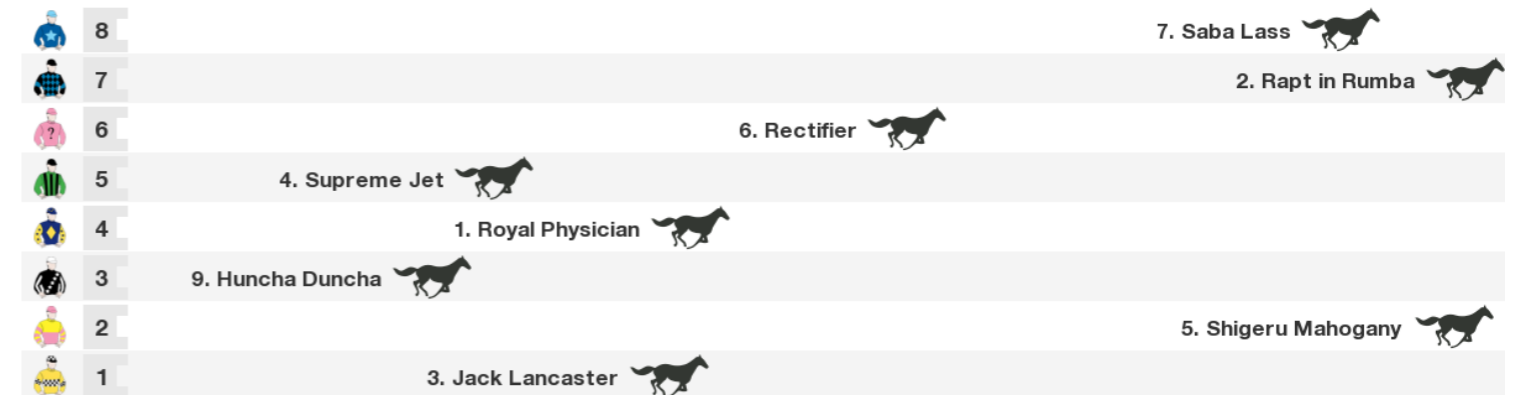 8 7. Saba Lass
7 2. Rapt in Rumba
? 6 6. Rectifier
5 4. Supreme Jet
4 1. Royal Physician
3 9. Huncha Duncha
2 5. Shigeru Mahogany
1 3. Jack Lancaster